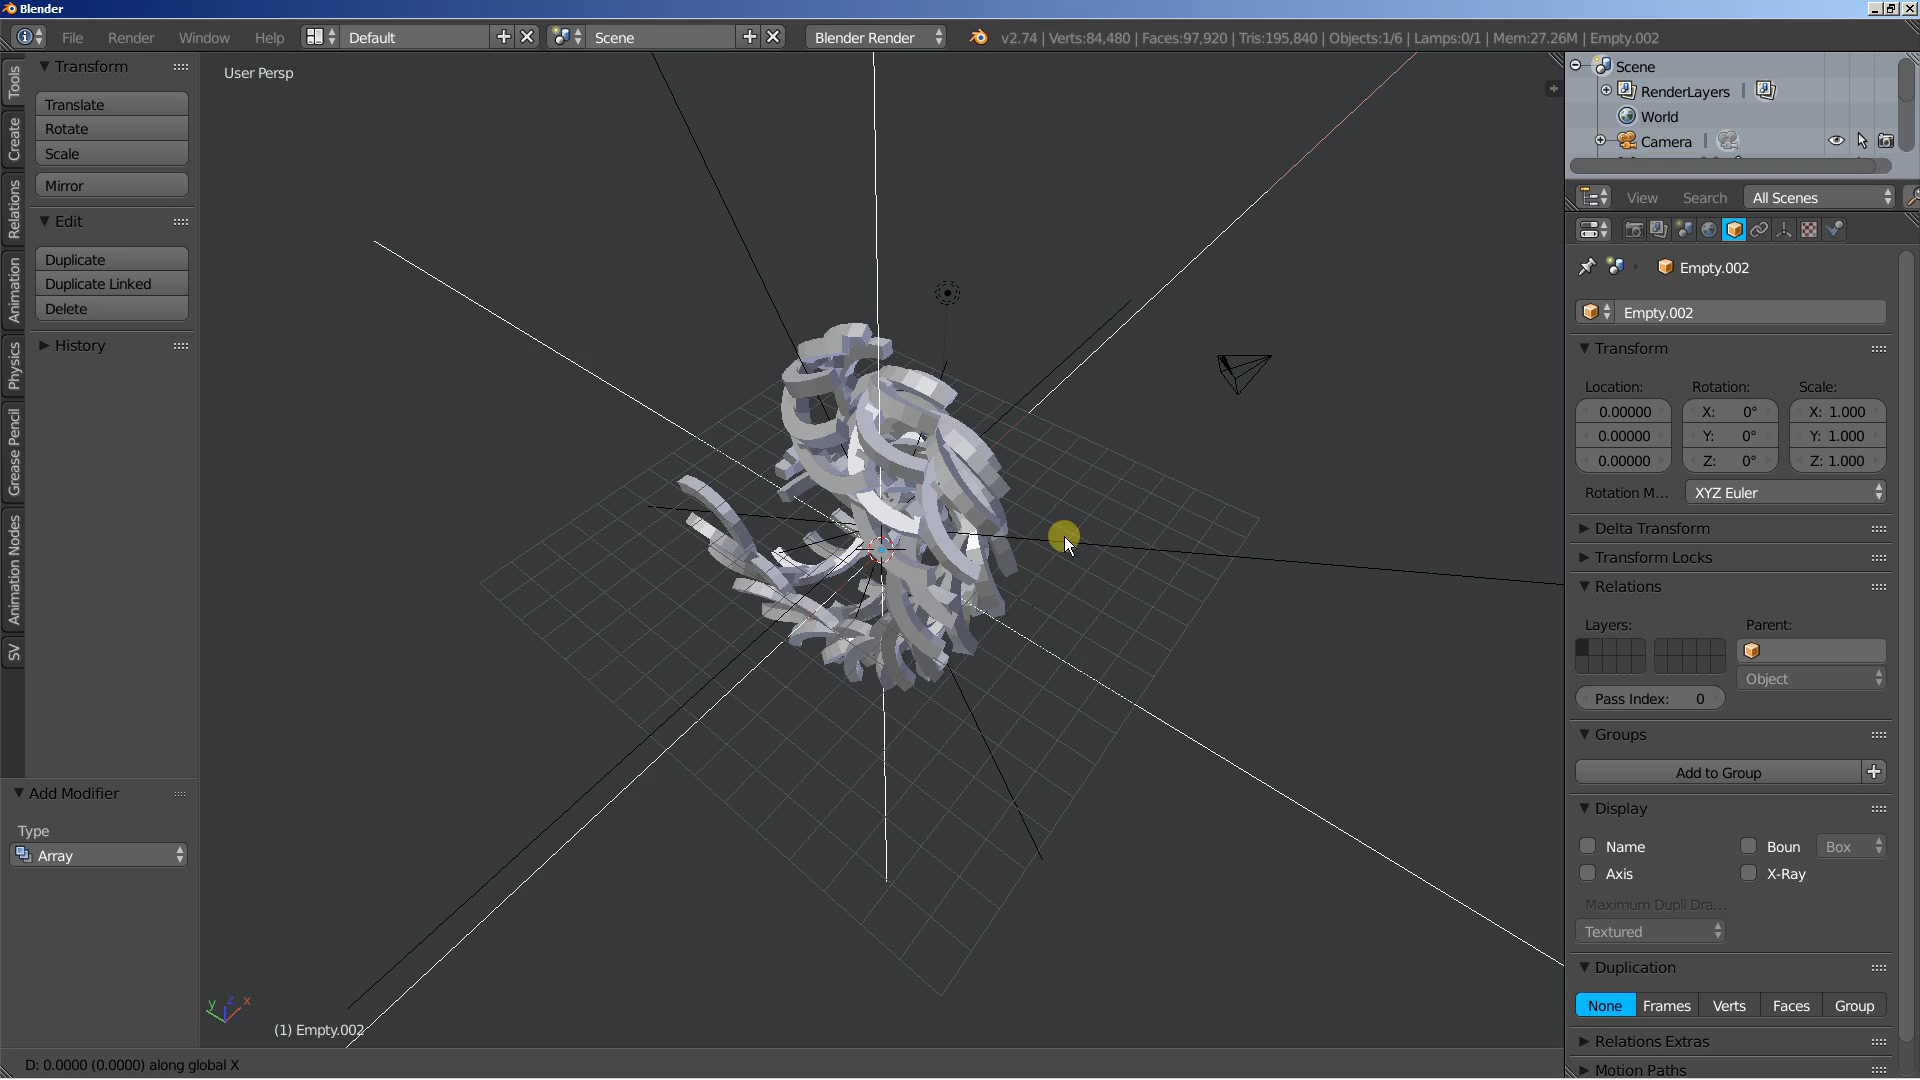 Blender
File Render Window Help Default Scene Blender Render v2.74 | Verts:84,480 | Faces:97,920 | Tris:195,840 | Objects:1/6 | Lamps:0/1 | Mem:27.26M | Empty.002
Tools
Create
Relations
Animation
Physics
Grease Pencil
Animation Nodes
SV
Transform
Translate
Rotate
Scale
Mirror
Edit
Duplicate
Duplicate Linked
Delete
History
Add Modifier
Type
Array
User Persp
y z x
(1) Empty.002
D: 0.0000 (0.0000) along global X
Scene
RenderLayers
World
Camera
View Search All Scenes
Empty.002
Empty.002
Transform
Location: Rotation: Scale:
0.00000 X: 0° X: 1.000
0.00000 Y: 0° Y: 1.000
0.00000 Z: 0° Z: 1.000
Rotation M... XYZ Euler
Delta Transform
Transform Locks
Relations
Layers: Parent:
Object
Pass Index: 0
Groups
Add to Group
Display
Name Boun Box
Axis X-Ray
Maximum Dupli Dra...
Textured
Duplication
None Frames Verts Faces Group
Relations Extras
Motion Paths